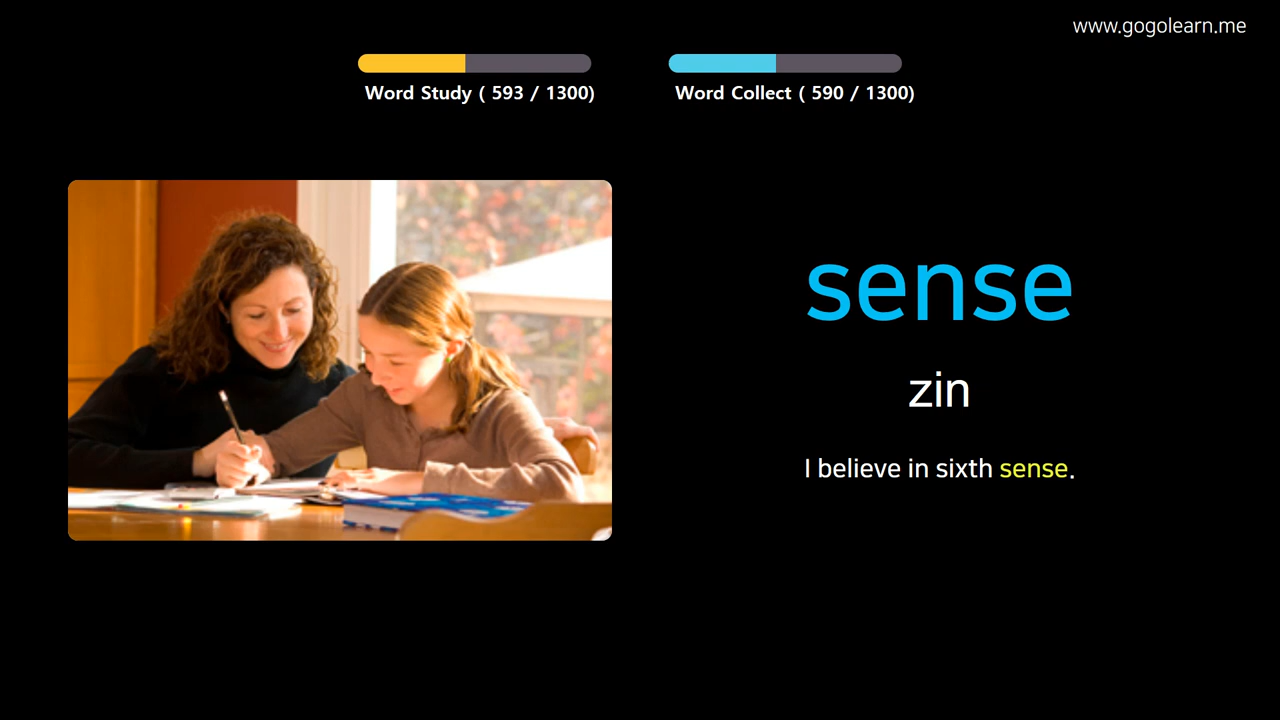 www.gogolearn.me
Word Study ( 593 / 1300)
Word Collect ( 590 / 1300)
sense
zin
I believe in sixth sense.